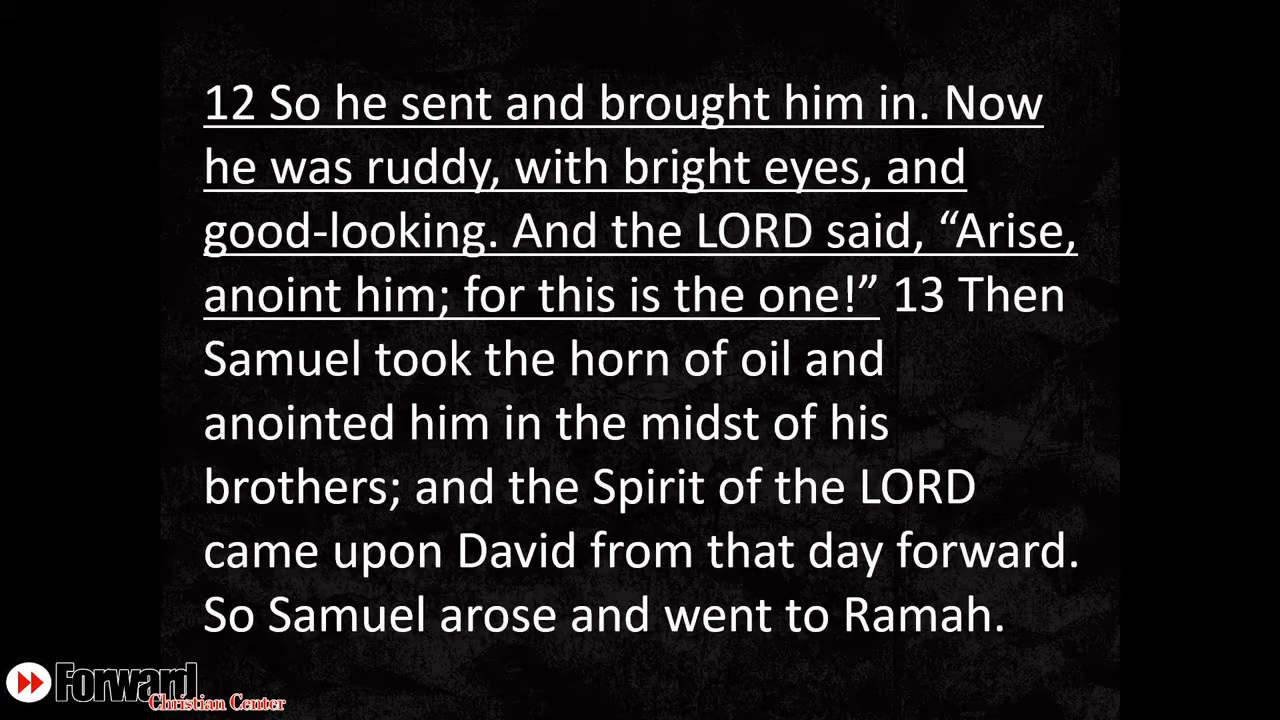 12 So he sent and brought him in. Now
he was ruddy, with bright eyes, and
good-looking. And the LORD said, “Arise,
anoint him; for this is the one!” 13 Then
Samuel took the horn of oil and
anointed him in the midst of his
brothers; and the Spirit of the LORD
came upon David from that day forward.
So Samuel arose and went to Ramah.
Forward
Christian Center